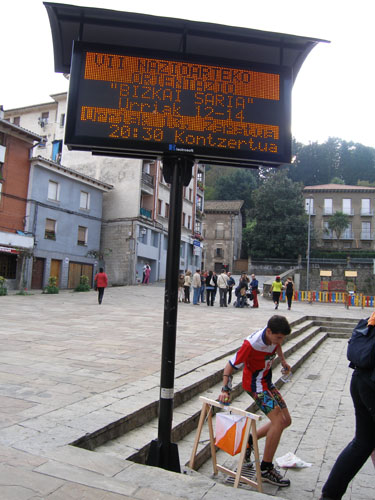 VII NAZIOARTEKO
ORIENTAZIO
"BIZKAI SARIA"
Urriak 12-14
20:30 Kontzertua